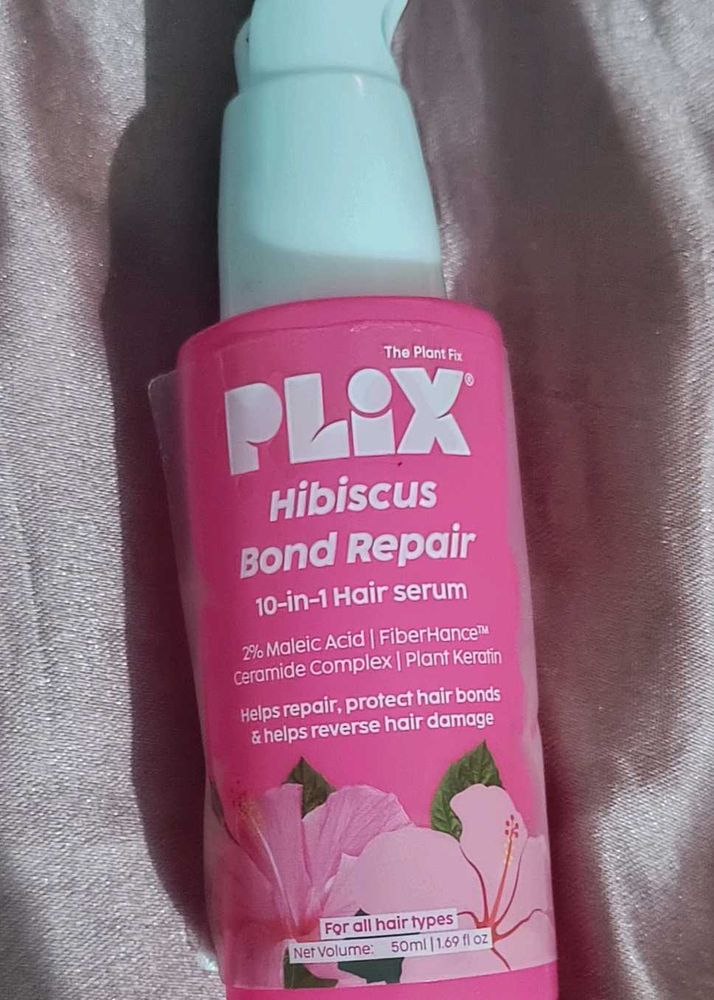 The Plant Fix
PLiX®
Hibiscus
Bond Repair
10-in-1 Hair serum
2% Maleic Acid | FiberHance™
Ceramide Complex | Plant Keratin
Helps repair, protect hair bonds
& helps reverse hair damage
For all hair types
Net Volume: 50ml | 1.69 fl oz